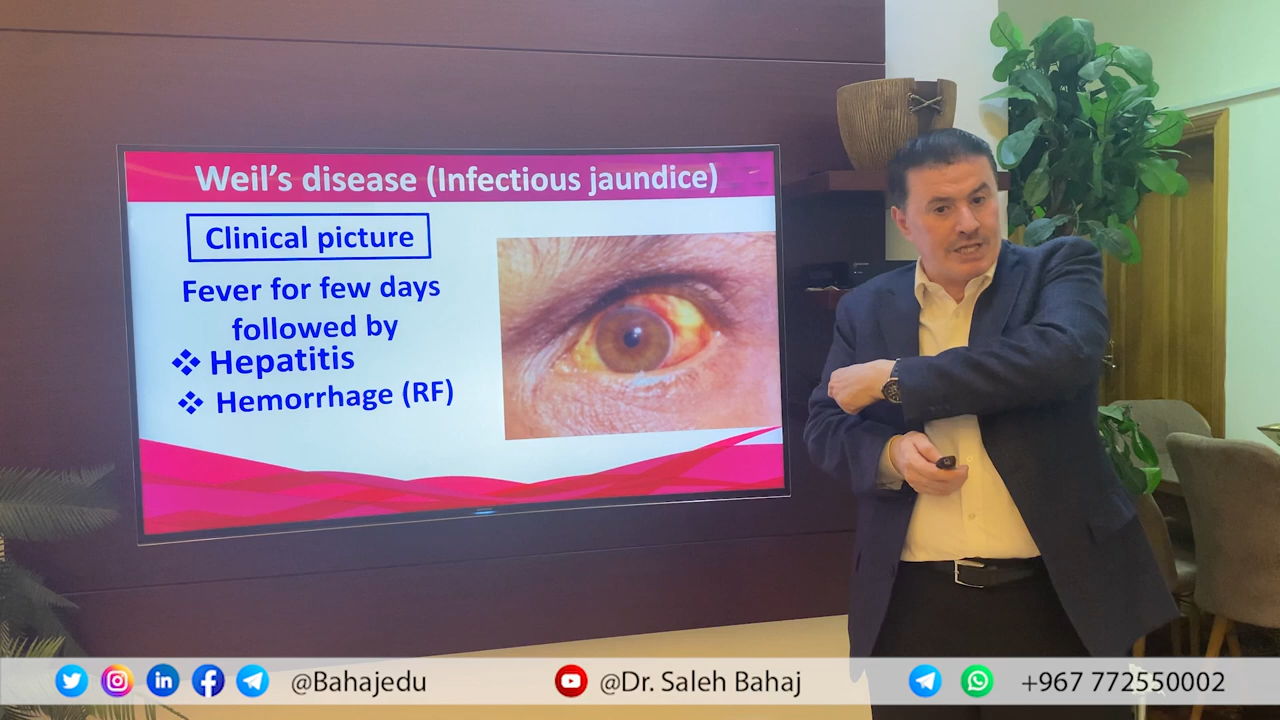 Weil's disease (Infectious jaundice)
Clinical picture
Fever for few days
followed by
❖ Hepatitis
❖ Hemorrhage (RF)
@Bahajedu
@Dr. Saleh Bahaj
+967 772550002